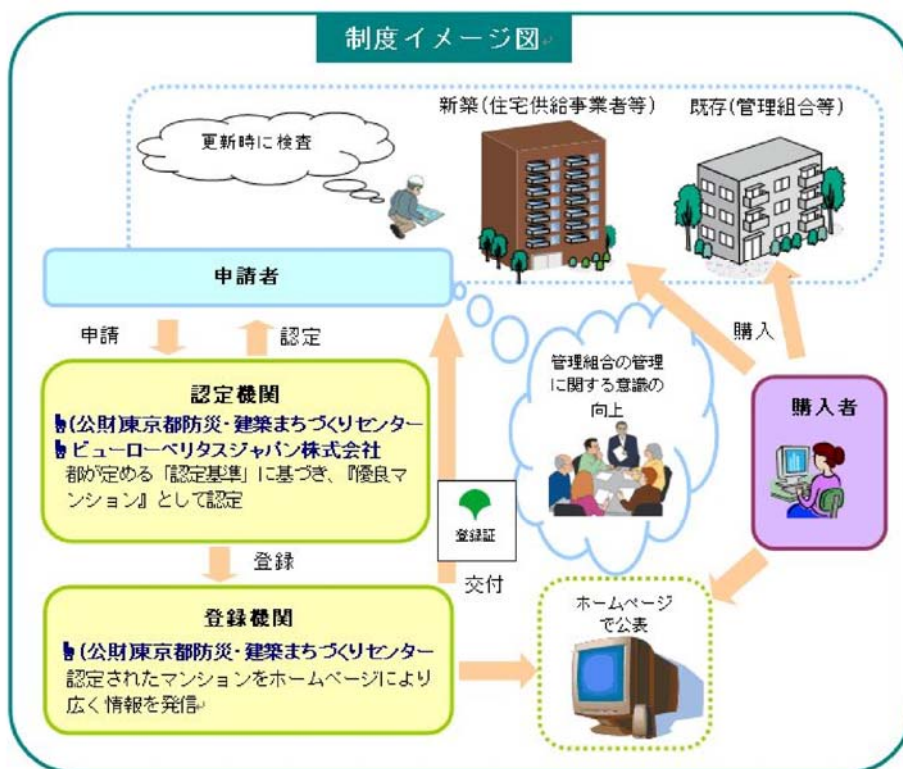 制度イメージ図
新築(住宅供給事業者等)
既存(管理組合等)
更新時に検査
申請者
申請
認定
購入
認定機関
(公財)東京都防災・建築まちづくりセンター
ビューローベリタスジャパン株式会社
都が定める「認定基準」に基づき、『優良マ
ンション』として認定
管理組合の管理
に関する意識の
向上
購入者
登録証
登録
交付
登録機関
(公財)東京都防災・建築まちづくりセンター
認定されたマンションをホームページにより
広く情報を発信
ホームページ
で公表